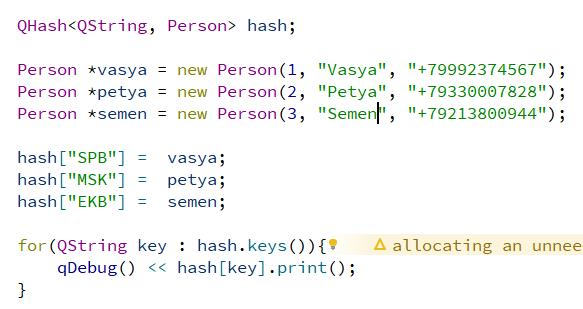 QHash<QString, Person> hash;
Person *vasya = new Person(1, "Vasya", "+79992374567");
Person *petya = new Person(2, "Petya", "+79330007828");
Person *semen = new Person(3, "Semen", "+79213800944");
hash["SPB"] =  vasya;
hash["MSK"] =  petya;
hash["EKB"] =  semen;
for(QString key : hash.keys()){ allocating an unnee
    qDebug() << hash[key].print();
}